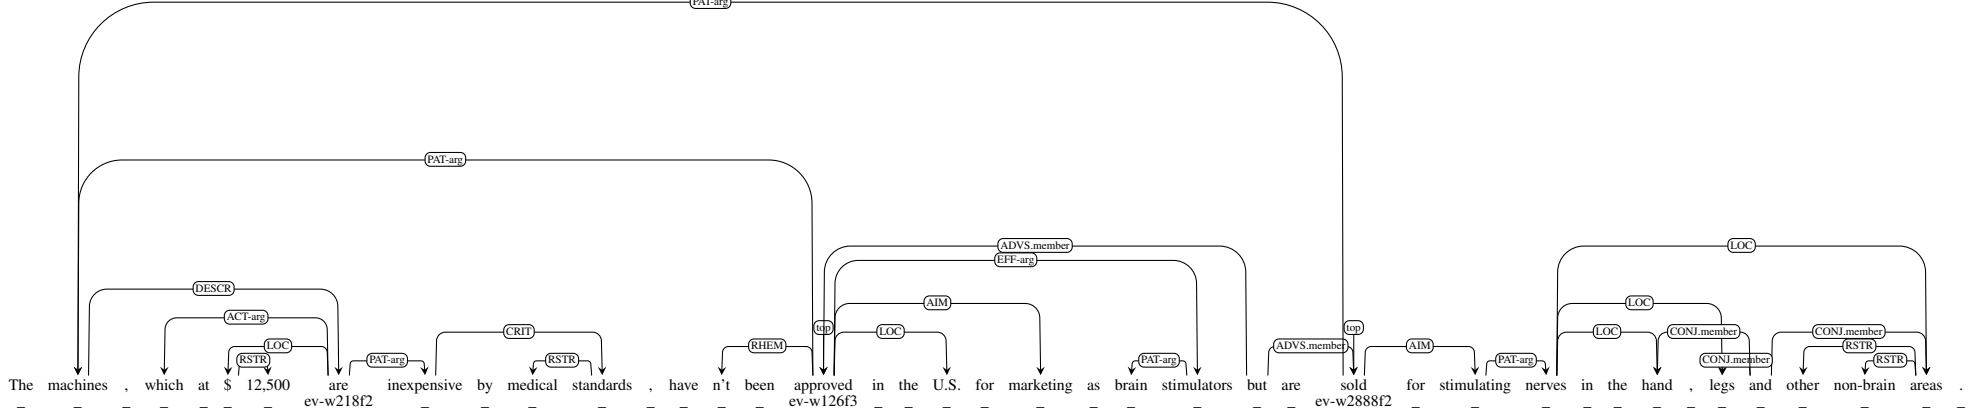 PAT-arg
PAT-arg
ADVS.member LOC
EFF-arg
DESCR AIM LOC
ACT-arg top top
CRIT LOC LOC CONJ.member CONJ.member
LOC RHEM ADVS.member AIM RSTR
RSTR PAT-arg RSTR PAT-arg PAT-arg CONJ.member RSTR
The machines , which at $ 12,500 are inexpensive by medical standards , have n't been approved in the U.S. for marketing as brain stimulators but are sold for stimulating nerves in the hand , legs and other non-brain areas .
_ _ _ _ _ _ _ ev-w218f2 _ _ _ _ _ _ _ _ ev-w126f3 _ _ _ _ _ _ _ _ _ _ ev-w2888f2 _ _ _ _ _ _ _ _ _ _ _ _ _